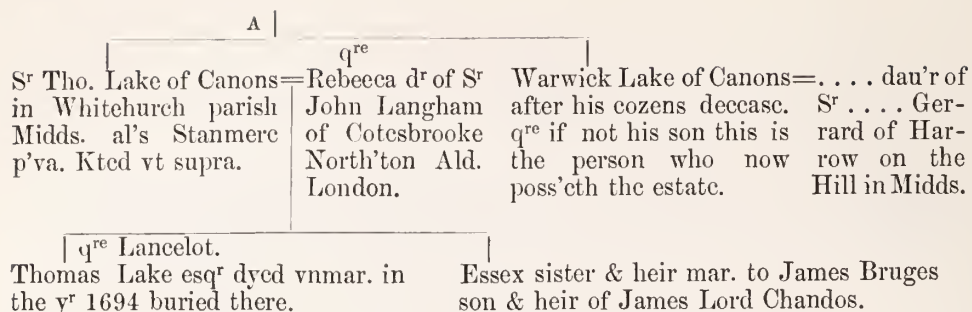 A
qʳᵉ
Sʳ Tho. Lake of Canons=Rebecca dʳ of Sʳ
in Whitchurch parish John Langham
Midds. al's Stanmere of Cotesbrooke
p'va. Kted vt supra. North'ton Ald.
London.
Warwick Lake of Canons=. . . . dau'r of
after his cozens decease. Sʳ . . . . Ger-
qʳᵉ if not his son this is rard of Har-
the person who now row on the
poss'eth the estate. Hill in Midds.
qʳᵉ Lancelot.
Thomas Lake esqʳ dyed vnmar. in
the yʳ 1694 buried there.
Essex sister & heir mar. to James Bruges
son & heir of James Lord Chandos.